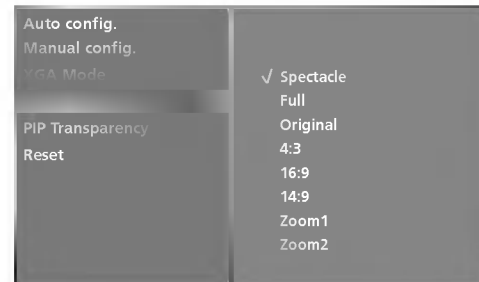 Auto config.
Manual config.
XGA Mode
PIP Transparency
Reset
√ Spectacle
Full
Original
4:3
16:9
14:9
Zoom1
Zoom2